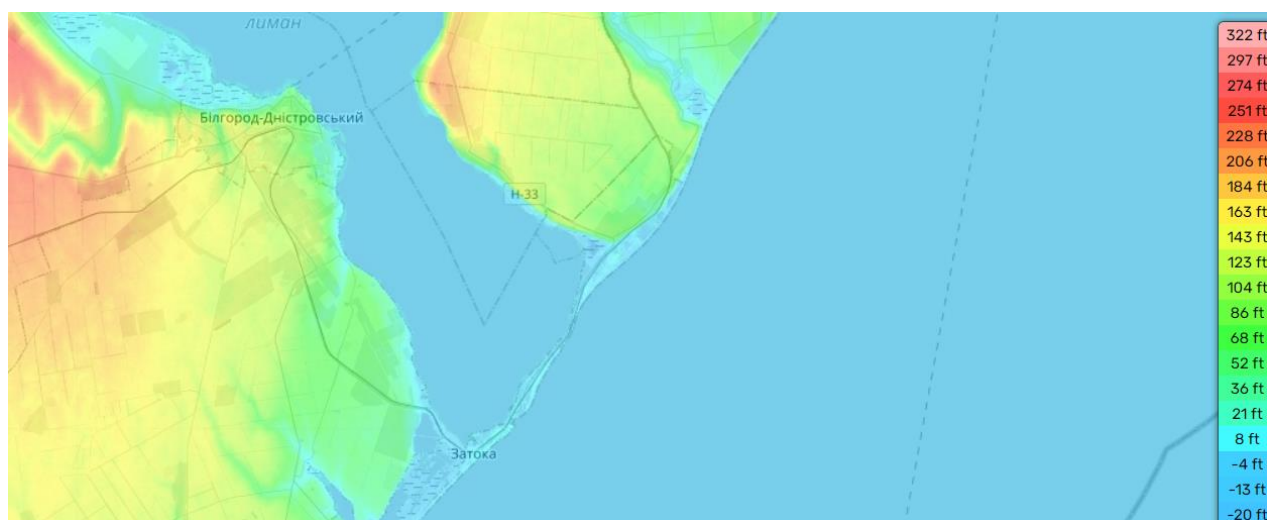 лиман
Білгород-Дністровський
Н-33
Затока
322 ft
297 ft
274 ft
251 ft
228 ft
206 ft
184 ft
163 ft
143 ft
123 ft
104 ft
86 ft
68 ft
52 ft
36 ft
21 ft
8 ft
-4 ft
-13 ft
-20 ft